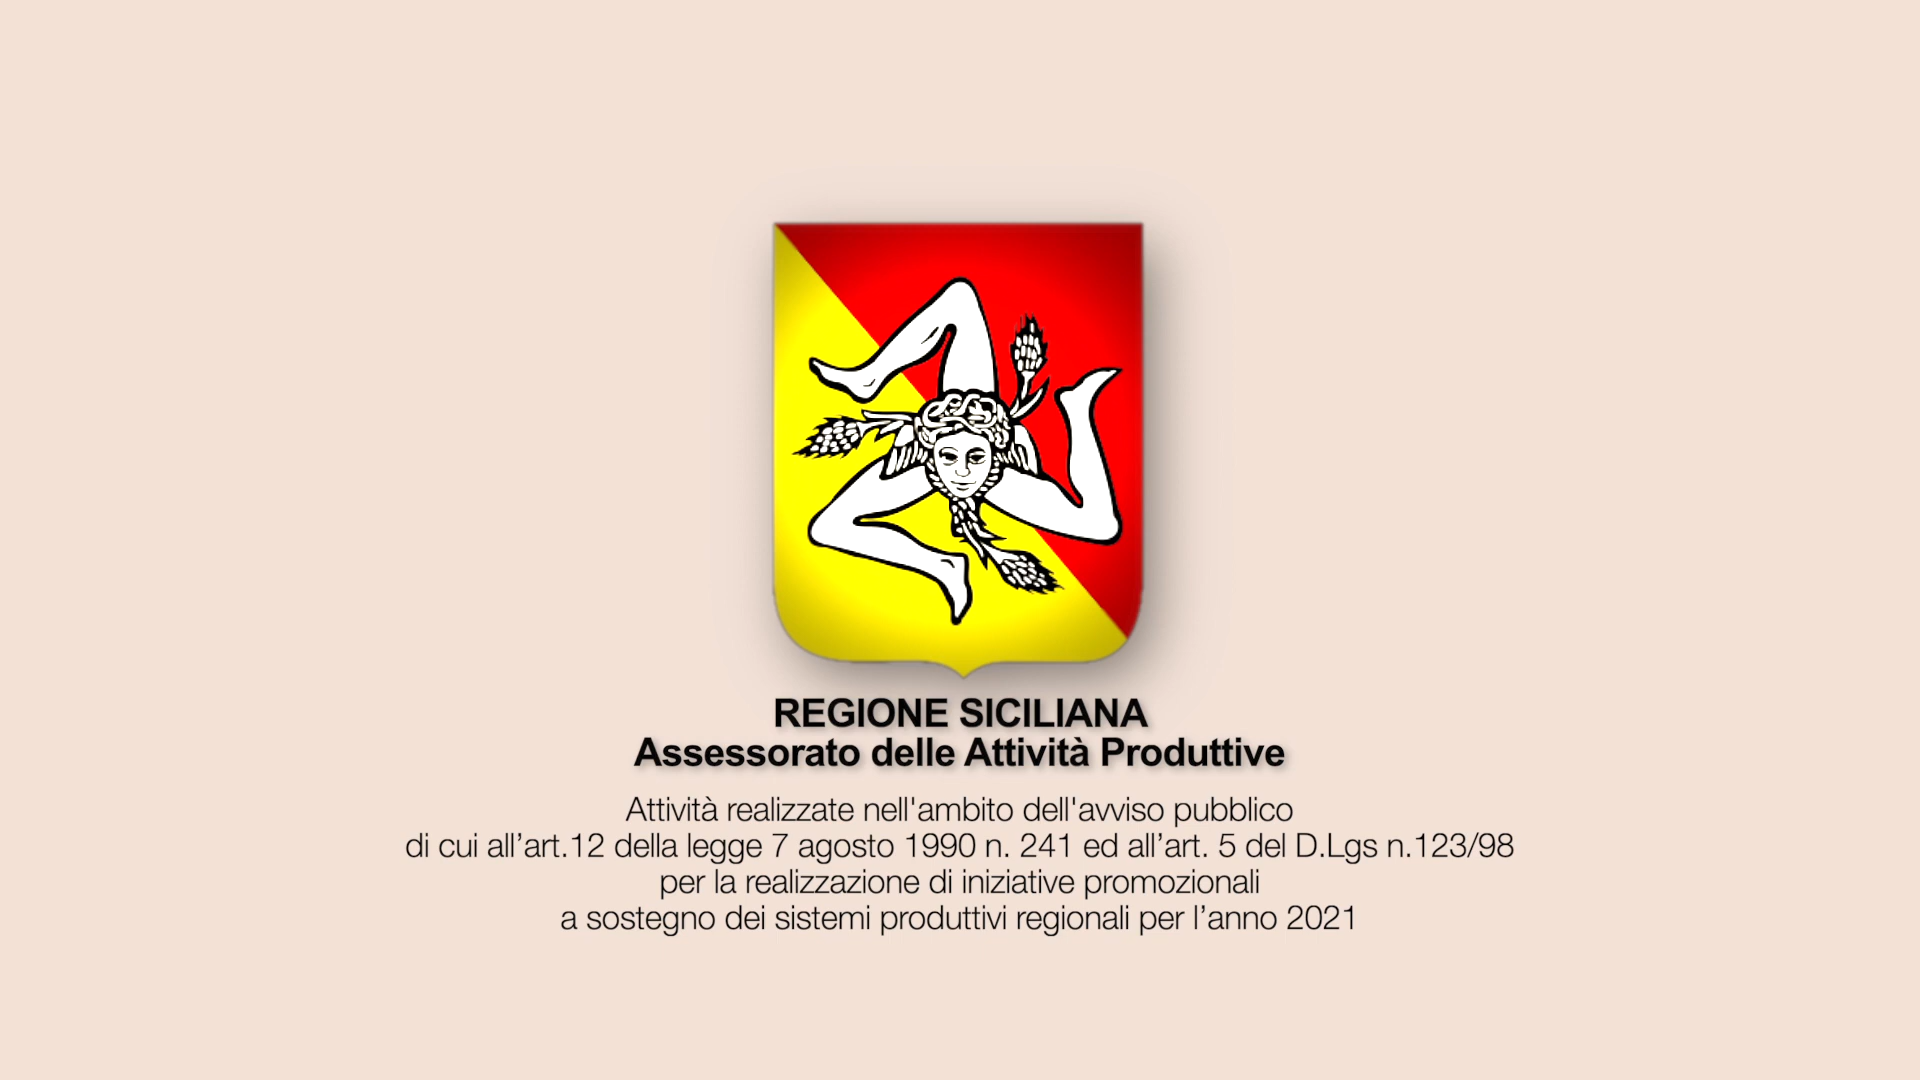 REGIONE SICILIANA
Assessorato delle Attività Produttive
Attività realizzate nell'ambito dell'avviso pubblico
di cui all’art.12 della legge 7 agosto 1990 n. 241 ed all’art. 5 del D.Lgs n.123/98
per la realizzazione di iniziative promozionali
a sostegno dei sistemi produttivi regionali per l’anno 2021